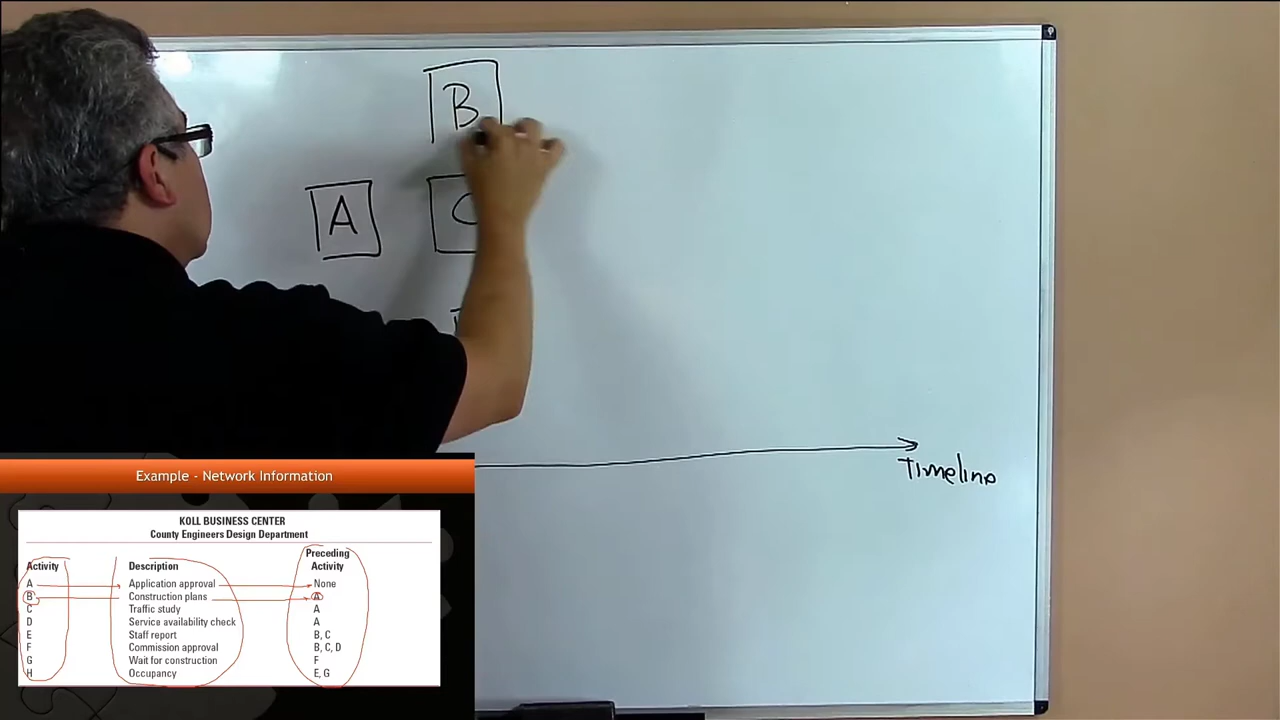 B
A
C
Timeline
Example - Network Information
KOLL BUSINESS CENTER
County Engineers Design Department
Preceding
Activity Description Activity
A Application approval None
B Construction plans A
C Traffic study A
D Service availability check A
E Staff report B, C
F Commission approval B, C, D
G Wait for construction F
H Occupancy E, G